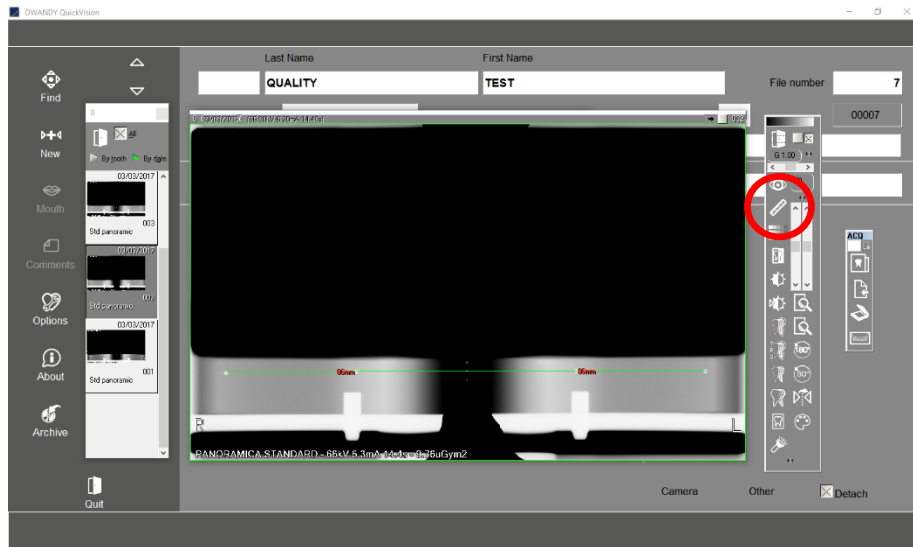 OWANDY QuickVision
Last Name
First Name
QUALITY
TEST
File number
7
00007
Find
New
Mouth
Comments
Options
About
Archive
Quit
0
All
By tooth
By date
03/03/2017
003
Std panoramic
03/03/2017
002
Std panoramic
03/03/2017
001
Std panoramic
002
86mm
86mm
R
L
PANORAMICA STANDARD - 66kV 6.3mA 14.4s
G 1.00
ACQ
Camera
Other
Detach